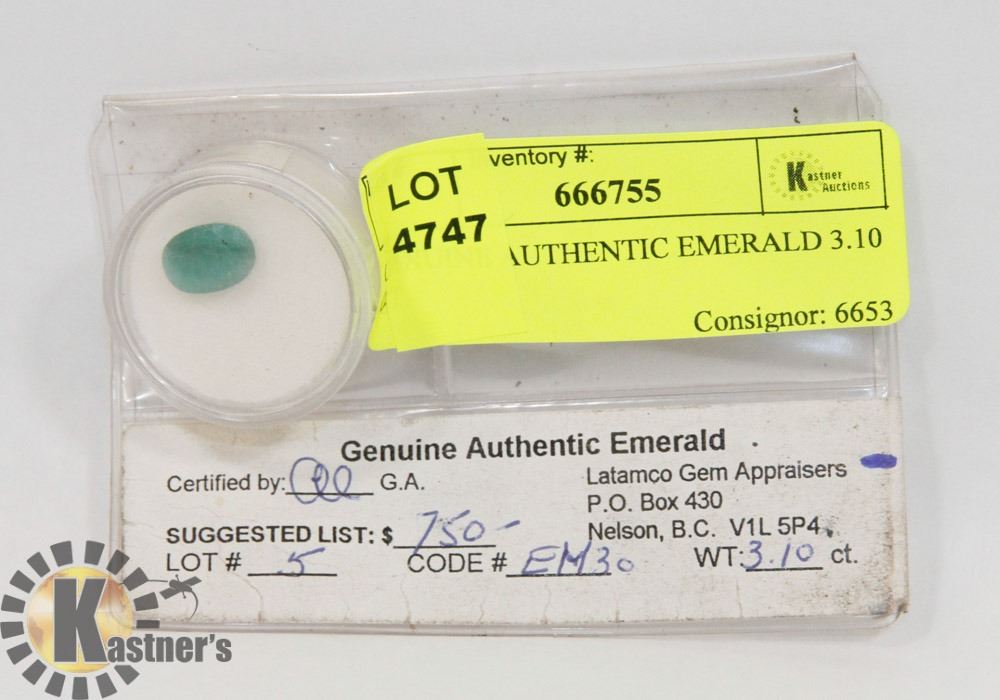 ventory #:
LOT
4747
666755
Kastner
Auctions
AUTHENTIC EMERALD 3.10
Consignor: 6653
Genuine Authentic Emerald
Certified by: G.A.
Latamco Gem Appraisers
P.O. Box 430
Nelson, B.C. V1L 5P4
SUGGESTED LIST: $ 750-
LOT # 5 CODE # EM30 WT: 3.10 ct.
Kastner's